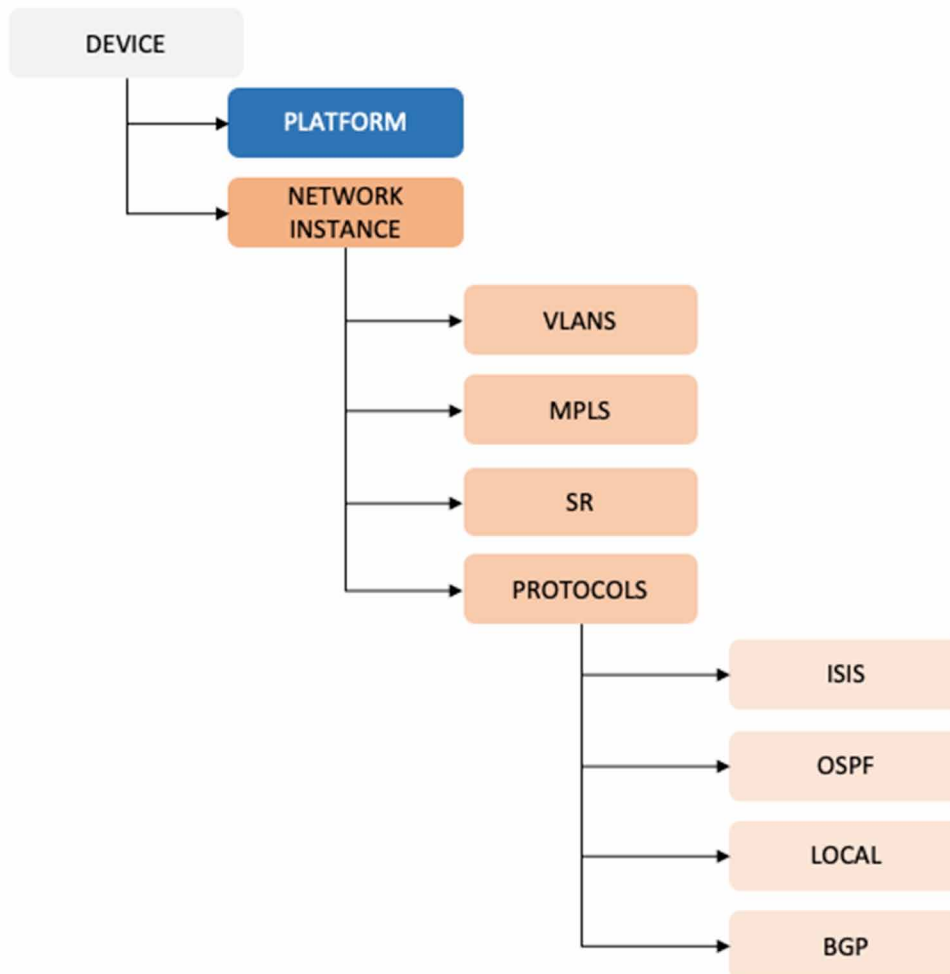 DEVICE
PLATFORM
NETWORK
INSTANCE
VLANS
MPLS
SR
PROTOCOLS
ISIS
OSPF
LOCAL
BGP